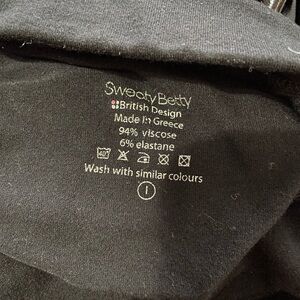 Sweaty Betty
British Design
Made in Greece
94% viscose
6% elastane
Wash with similar colours